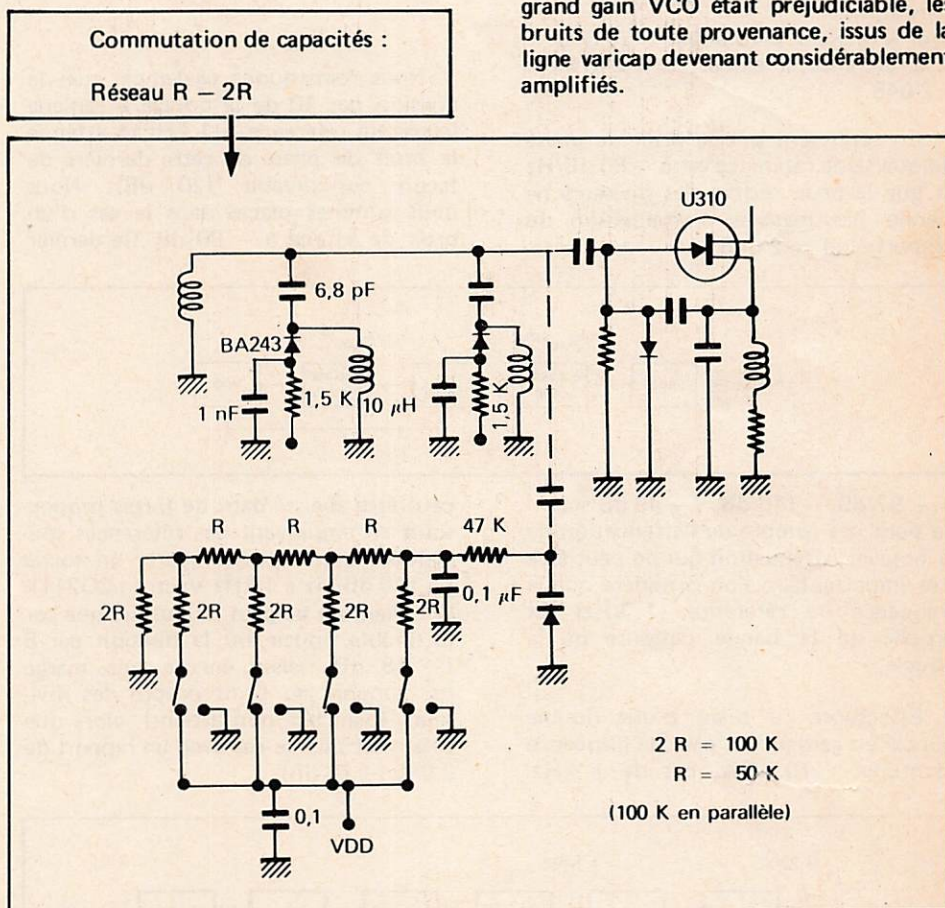 grand gain VCO était préjudiciable, les
bruits de toute provenance, issus de la
ligne varicap devenant considérablement
amplifiés.
Commutation de capacités :
Réseau R – 2R
U310
6,8 pF
BA243
1 nF
1,5 K
10 µH
1,5 K
R
R
R
47 K
2R
2R
2R
2R
2R
0,1 µF
0,1
VDD
2 R = 100 K
R = 50 K
(100 K en parallèle)